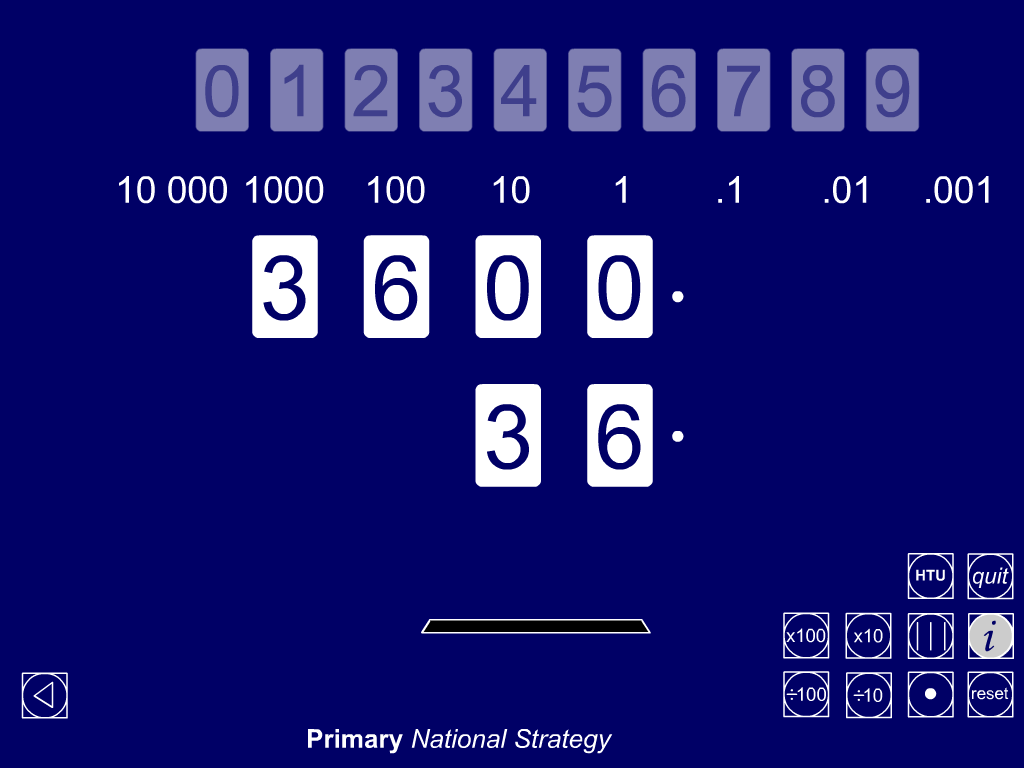 0 1 2 3 4 5 6 7 8 9
10 000 1000 100 10 1 .1 .01 .001
3 6 0 0 .
3 6 .
HTU quit
x100 x10 i
÷100 ÷10 reset
Primary National Strategy